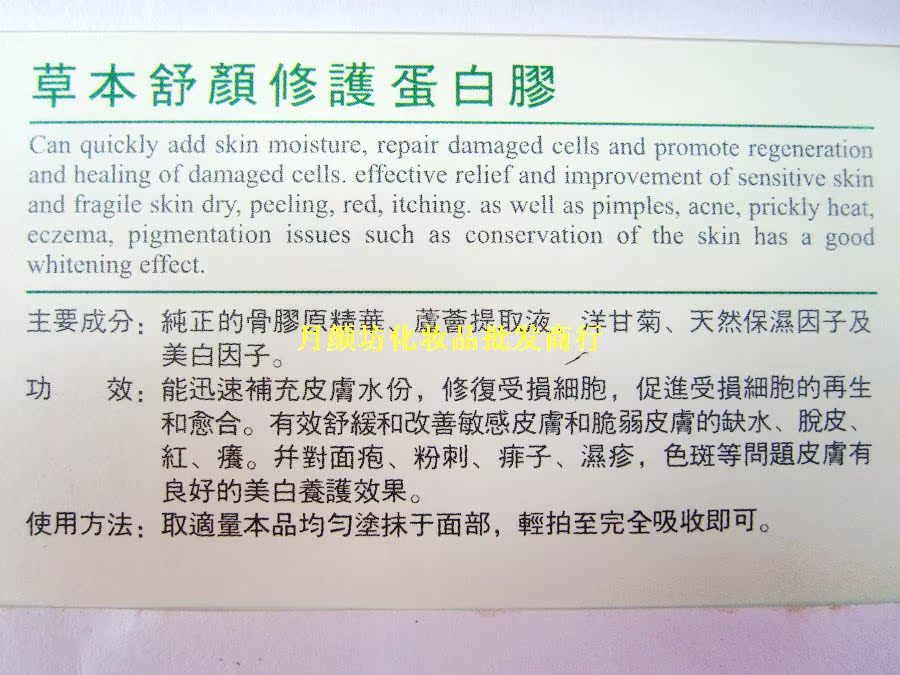 草本舒顏修護蛋白膠
Can quickly add skin moisture, repair damaged cells and promote regeneration
and healing of damaged cells. effective relief and improvement of sensitive skin
and fragile skin dry, peeling, red, itching. as well as pimples, acne, prickly heat,
eczema, pigmentation issues such as conservation of the skin has a good
whitening effect.
主要成分：純正的骨膠原精華、蘆薈提取液、洋甘菊、天然保濕因子及
月颜坊化妆品批发商行
美白因子。
功　　效：能迅速補充皮膚水份，修復受損細胞，促進受損細胞的再生
和愈合。有效舒緩和改善敏感皮膚和脆弱皮膚的缺水、脫皮、
紅、癢。并對面疱、粉刺、痱子、濕疹，色斑等問題皮膚有
良好的美白養護效果。
使用方法：取適量本品均勻塗抹于面部，輕拍至完全吸收即可。